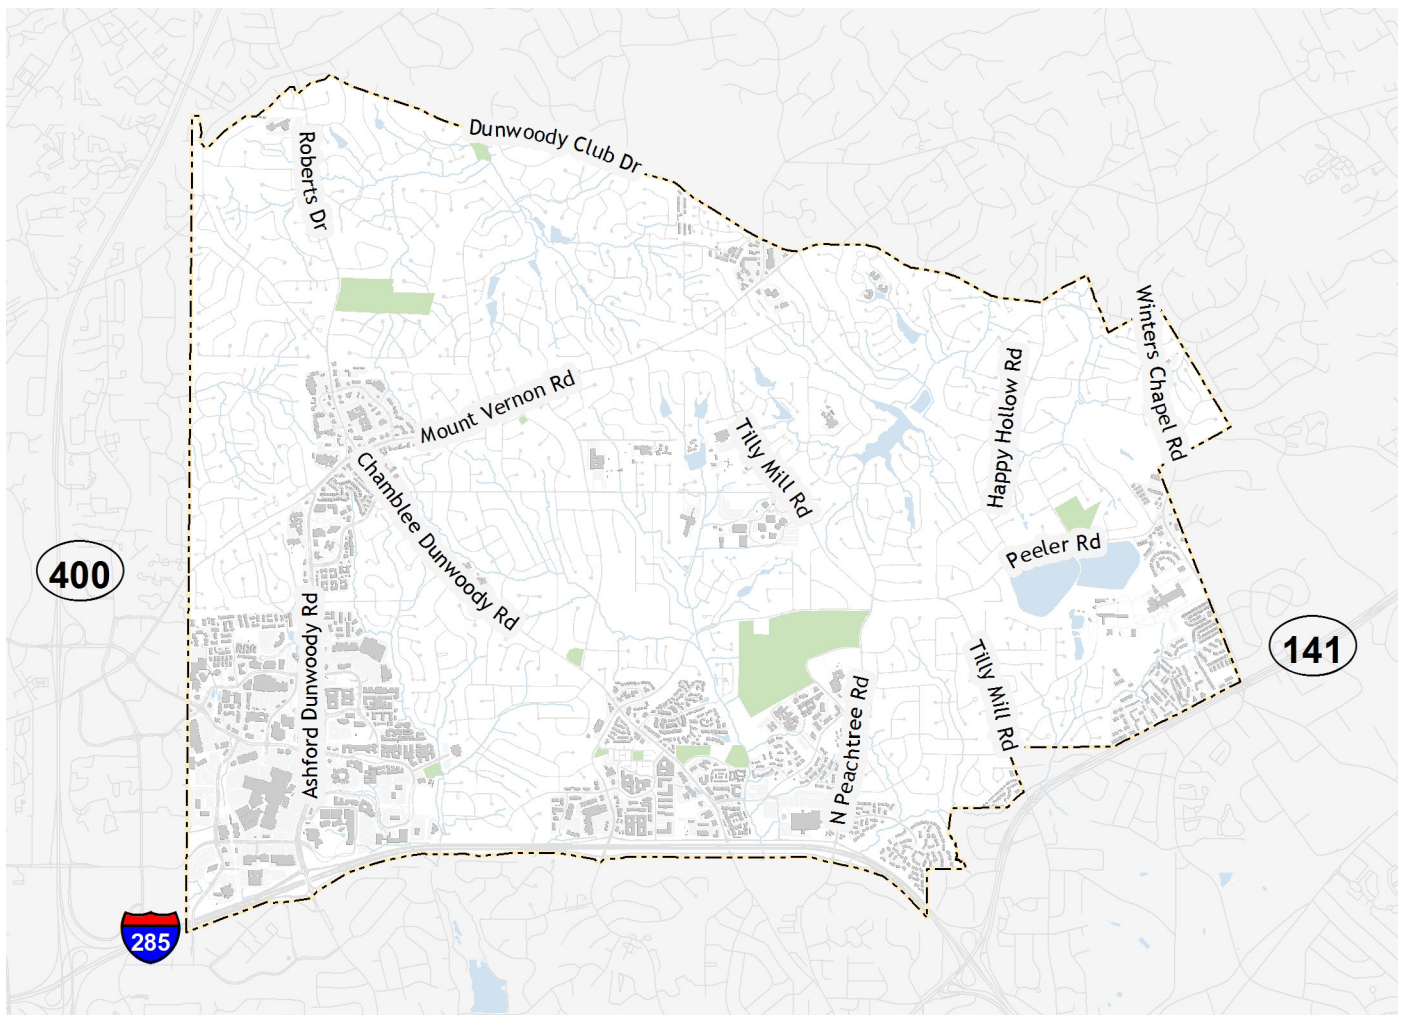 Dunwoody Club Dr
Roberts Dr
Winters Chapel Rd
Happy Hollow Rd
Mount Vernon Rd
Tilly Mill Rd
Chamblee Dunwoody Rd
Peeler Rd
400
Ashford Dunwoody Rd
141
Tilly Mill Rd
N Peachtree Rd
285